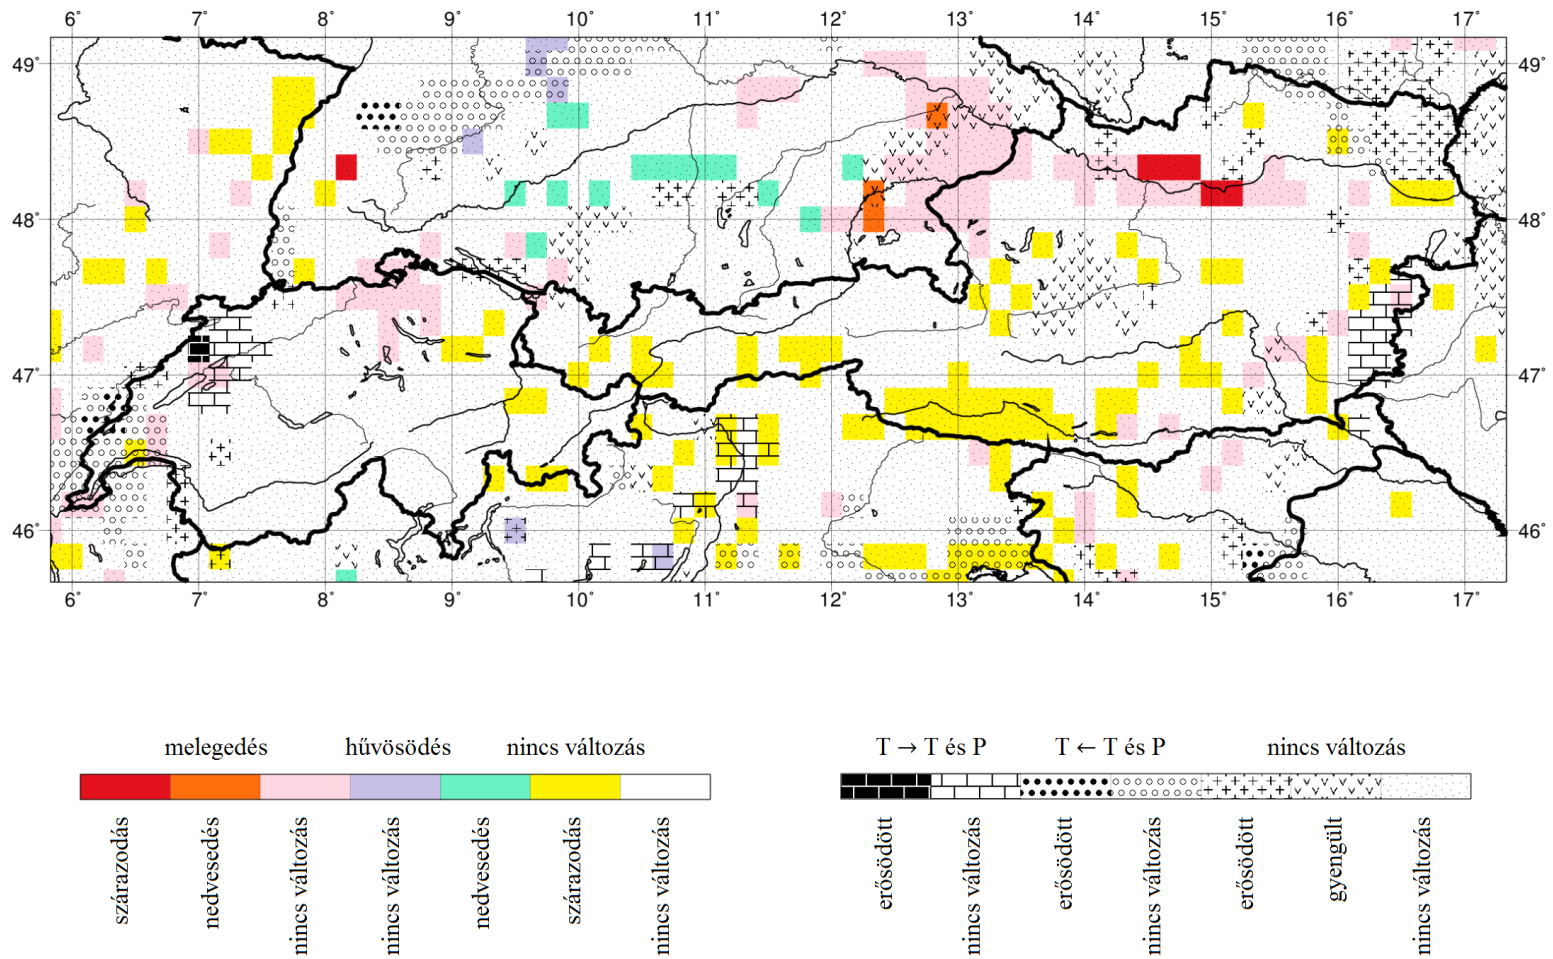 6° 7° 8° 9° 10° 11° 12° 13° 14° 15° 16° 17°
49° 49°
48° 48°
47° 47°
46° 46°
6° 7° 8° 9° 10° 11° 12° 13° 14° 15° 16° 17°
melegedés hűvösödés nincs változás
szárazodás
nedvesedés
nincs változás
nincs változás
nedvesedés
szárazodás
nincs változás
T → T és P T ← T és P nincs változás
erősödött
nincs változás
erősödött
nincs változás
erősödött
gyengült
nincs változás